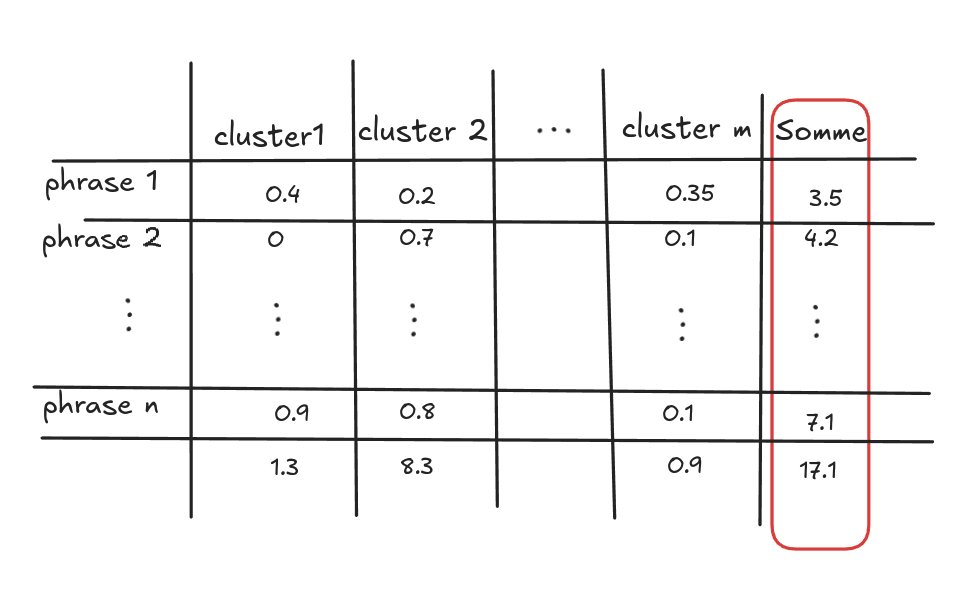 cluster1 cluster 2 ... cluster m Somme
phrase 1 0.4 0.2 0.35 3.5
phrase 2 0 0.7 0.1 4.2
⋮ ⋮ ⋮ ⋮ ⋮
phrase n 0.9 0.8 0.1 7.1
1.3 8.3 0.9 17.1